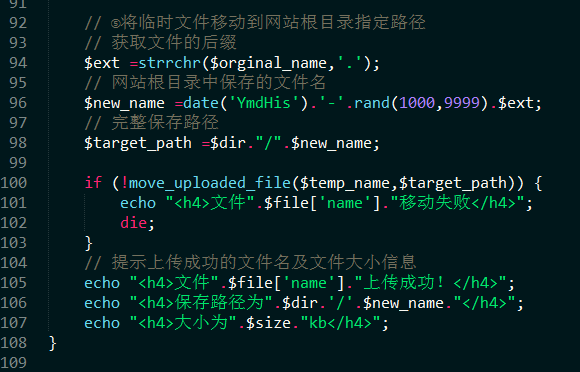 91
92 // ⑤将临时文件移动到网站根目录指定路径
93 // 获取文件的后缀
94 $ext =strrchr($orginal_name,'.');
95 // 网站根目录中保存的文件名
96 $new_name =date('YmdHis').'-'.rand(1000,9999).$ext;
97 // 完整保存路径
98 $target_path =$dir."/".$new_name;
99
100 if (!move_uploaded_file($temp_name,$target_path)) {
101 echo "<h4>文件".$file['name']."移动失败</h4>";
102 die;
103 }
104 // 提示上传成功的文件名及文件大小信息
105 echo "<h4>文件".$file['name']."上传成功！</h4>";
106 echo "<h4>保存路径为".$dir.'/'.$new_name."</h4>";
107 echo "<h4>大小为".$size."kb</h4>";
108 }
109